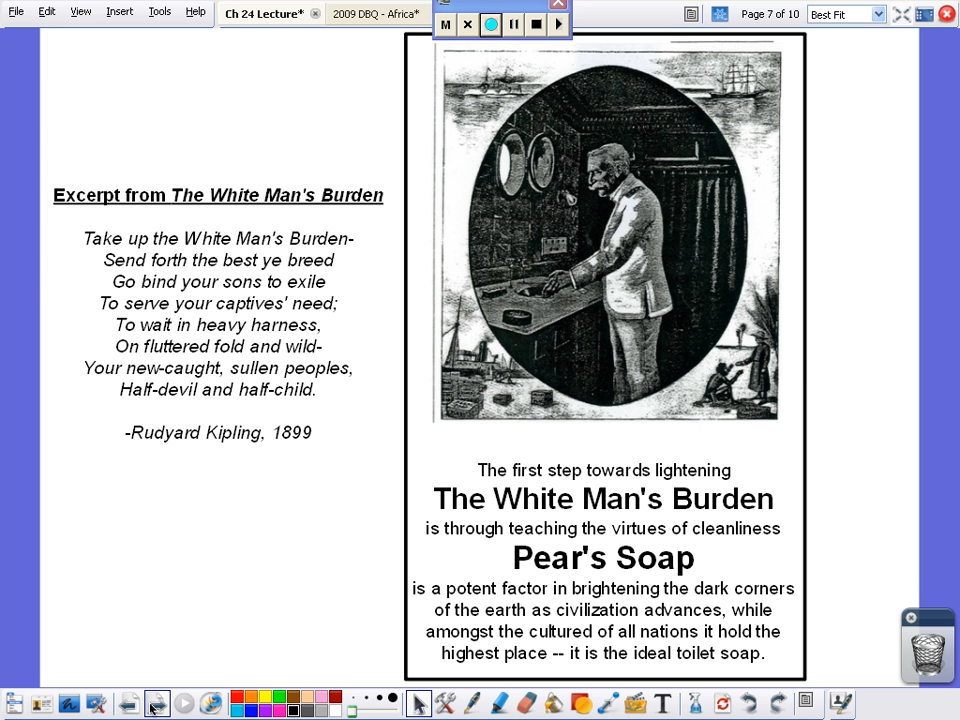 File Edit View Insert Tools Help Ch 24 Lecture* 2009 DBQ - Africa* Page 7 of 10 Best Fit
M
Excerpt from The White Man's Burden
Take up the White Man's Burden-
Send forth the best ye breed
Go bind your sons to exile
To serve your captives' need;
To wait in heavy harness,
On fluttered fold and wild-
Your new-caught, sullen peoples,
Half-devil and half-child.
-Rudyard Kipling, 1899
The first step towards lightening
The White Man's Burden
is through teaching the virtues of cleanliness
Pear's Soap
is a potent factor in brightening the dark corners
of the earth as civilization advances, while
amongst the cultured of all nations it hold the
highest place -- it is the ideal toilet soap.